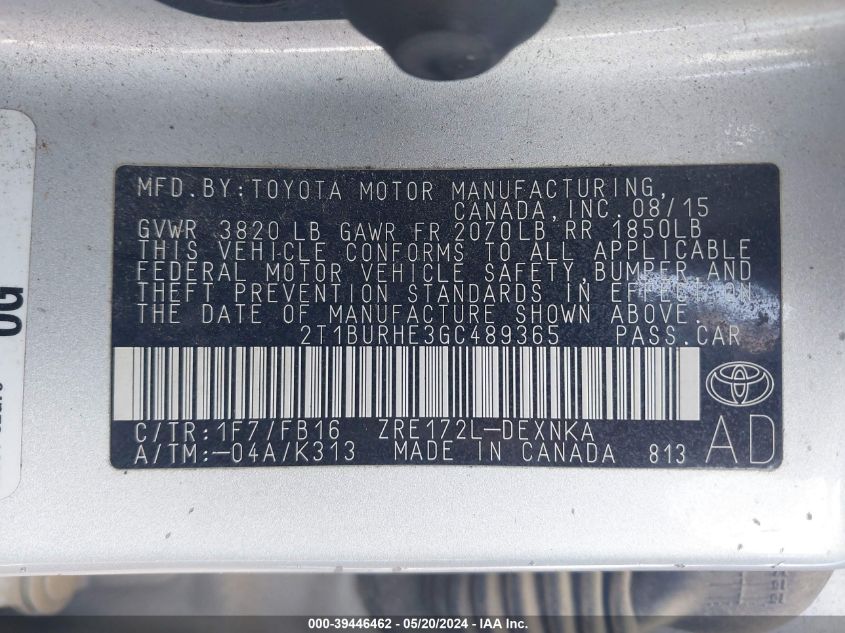 MFD. BY: TOYOTA MOTOR MANUFACTURING,
CANADA, INC. 08/15
GVWR 3820 LB GAWR FR 2070LB RR 1850LB
THIS VEHICLE CONFORMS TO ALL APPLICABLE
FEDERAL MOTOR VEHICLE SAFETY, BUMPER AND
THEFT PREVENTION STANDARDS IN EFFECT ON
THE DATE OF MANUFACTURE SHOWN ABOVE.
2T1BURHE3GC489365 PASS. CAR
C/TR: 1F7/FB16 ZRE172L-DEXNKA
A/TM: -04A/K313 MADE IN CANADA 813
AD
000-39446462 - 05/20/2024 - IAA Inc.